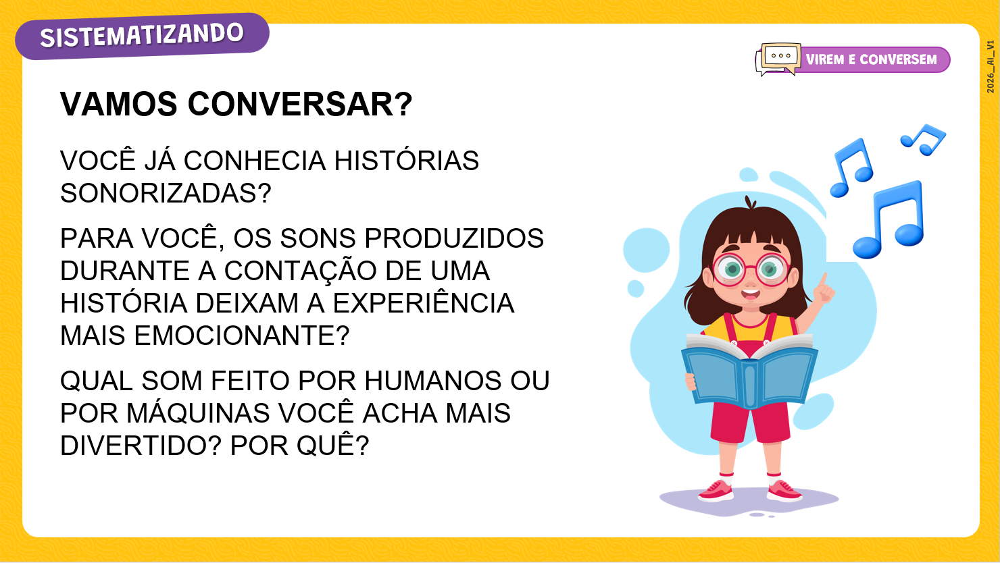 SISTEMATIZANDO
VIREM E CONVERSEM
2026_AI_V1
VAMOS CONVERSAR?
VOCÊ JÁ CONHECIA HISTÓRIAS
SONORIZADAS?
PARA VOCÊ, OS SONS PRODUZIDOS
DURANTE A CONTAÇÃO DE UMA
HISTÓRIA DEIXAM A EXPERIÊNCIA
MAIS EMOCIONANTE?
QUAL SOM FEITO POR HUMANOS OU
POR MÁQUINAS VOCÊ ACHA MAIS
DIVERTIDO? POR QUÊ?